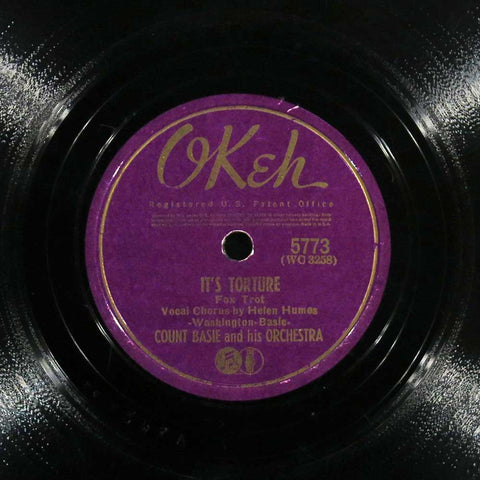 OKeh
Registered U.S. Patent Office
5773
(WC 3258)
IT'S TORTURE
Fox Trot
Vocal Chorus by Helen Humes
-Washington-Basie-
COUNT BASIE and his ORCHESTRA